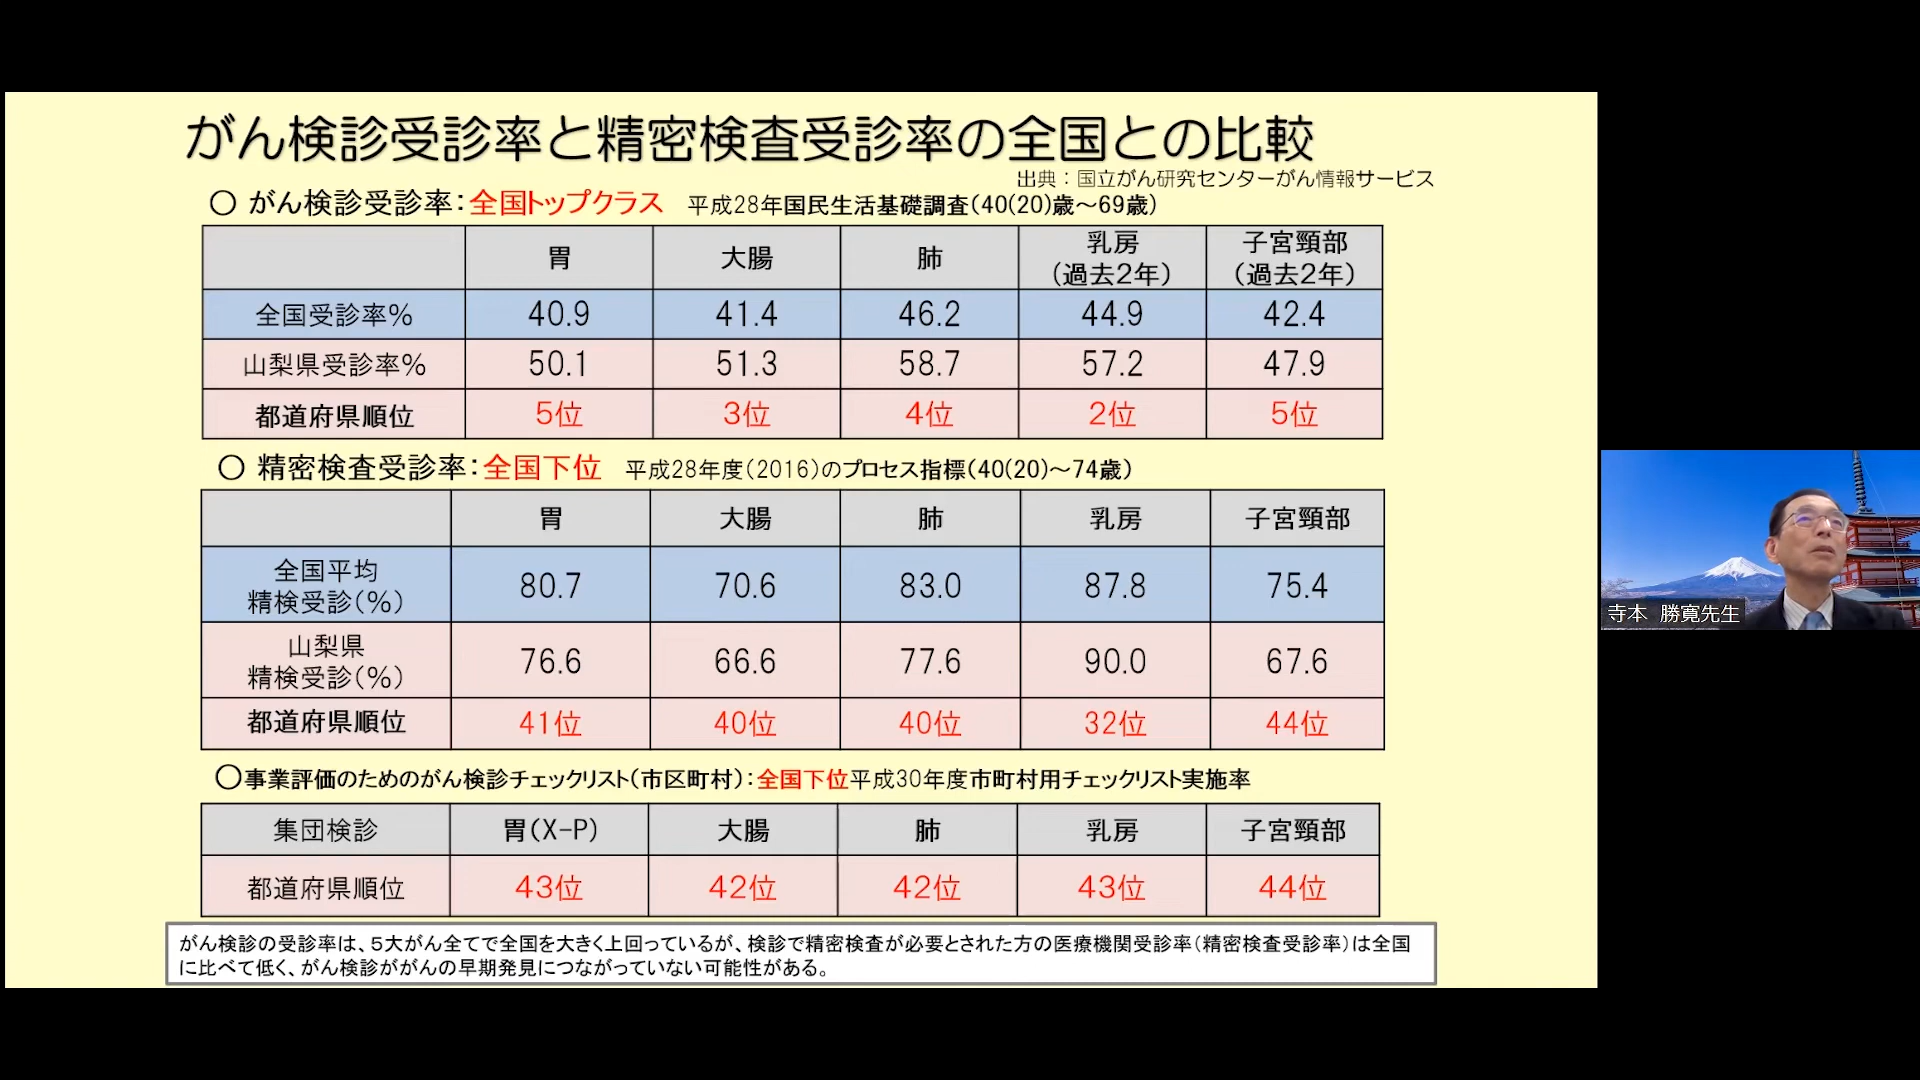 がん検診受診率と精密検査受診率の全国との比較
出典：国立がん研究センターがん情報サービス
〇 がん検診受診率：全国トップクラス 平成28年国民生活基礎調査(40(20)歳～69歳)
胃 大腸 肺 乳房(過去2年) 子宮頸部(過去2年)
全国受診率% 40.9 41.4 46.2 44.9 42.4
山梨県受診率% 50.1 51.3 58.7 57.2 47.9
都道府県順位 5位 3位 4位 2位 5位
〇 精密検査受診率：全国下位 平成28年度(2016)のプロセス指標(40(20)～74歳)
胃 大腸 肺 乳房 子宮頸部
全国平均精検受診(%) 80.7 70.6 83.0 87.8 75.4
山梨県精検受診(%) 76.6 66.6 77.6 90.0 67.6
都道府県順位 41位 40位 40位 32位 44位
〇事業評価のためのがん検診チェックリスト(市区町村)：全国下位平成30年度市町村用チェックリスト実施率
集団検診 胃(X-P) 大腸 肺 乳房 子宮頸部
都道府県順位 43位 42位 42位 43位 44位
がん検診の受診率は、5大がん全てで全国を大きく上回っているが、検診で精密検査が必要とされた方の医療機関受診率(精密検査受診率)は全国
に比べて低く、がん検診ががんの早期発見につながっていない可能性がある。
寺本 勝寛先生